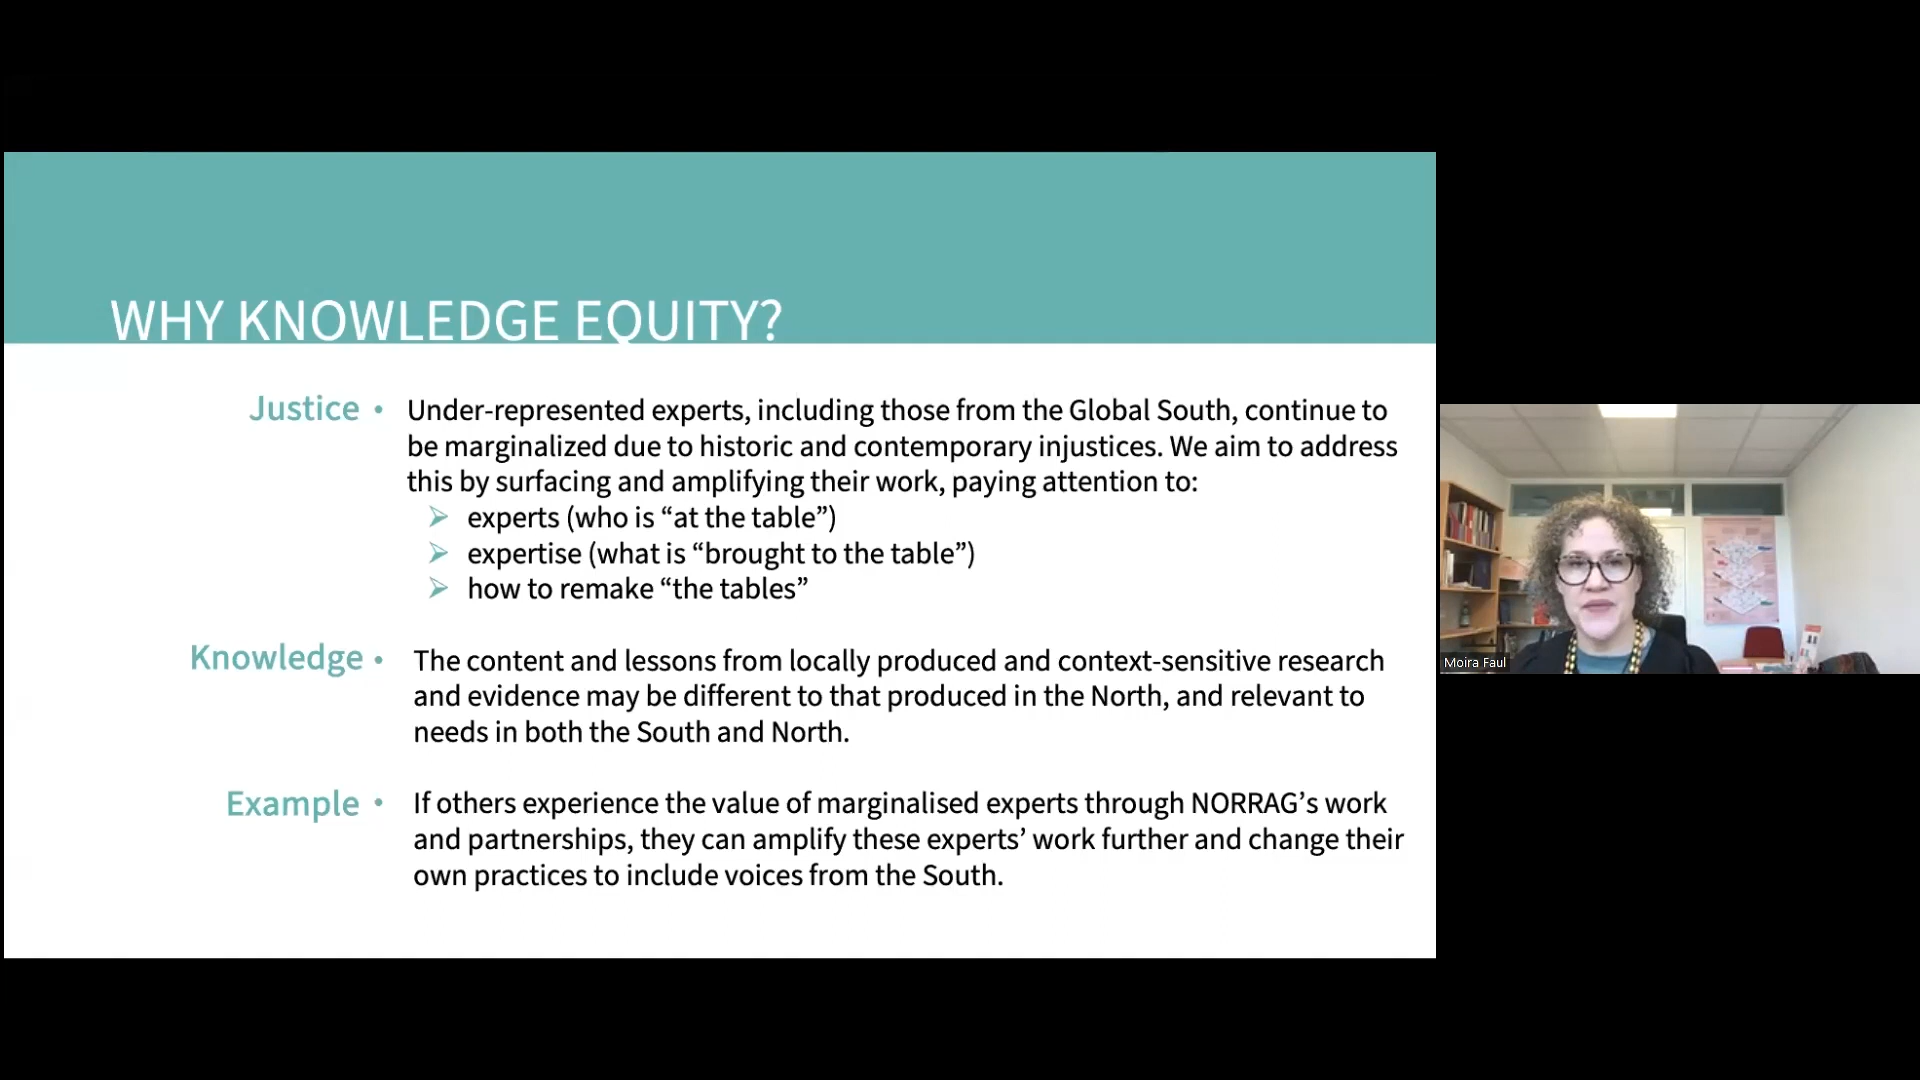 WHY KNOWLEDGE EQUITY?
Justice • Under-represented experts, including those from the Global South, continue to
be marginalized due to historic and contemporary injustices. We aim to address
this by surfacing and amplifying their work, paying attention to:
➢ experts (who is “at the table”)
➢ expertise (what is “brought to the table”)
➢ how to remake “the tables”
Knowledge • The content and lessons from locally produced and context-sensitive research
and evidence may be different to that produced in the North, and relevant to
needs in both the South and North.
Example • If others experience the value of marginalised experts through NORRAG’s work
and partnerships, they can amplify these experts’ work further and change their
own practices to include voices from the South.
Moira Faul